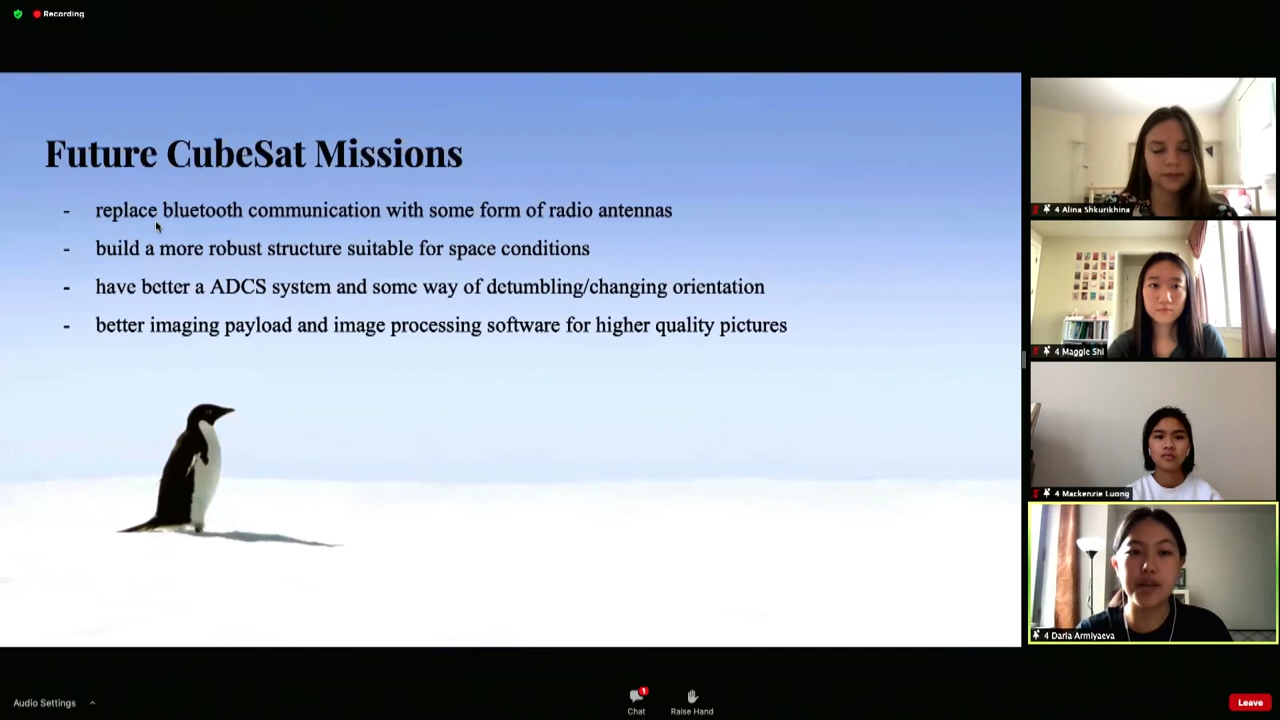 Recording
Future CubeSat Missions
- replace bluetooth communication with some form of radio antennas
- build a more robust structure suitable for space conditions
- have better a ADCS system and some way of detumbling/changing orientation
- better imaging payload and image processing software for higher quality pictures
4 Alina Shkurikhina
4 Maggie Shi
4 Mackenzie Luong
4 Daria Armiyaeva
Audio Settings
1
Chat
Raise Hand
Leave